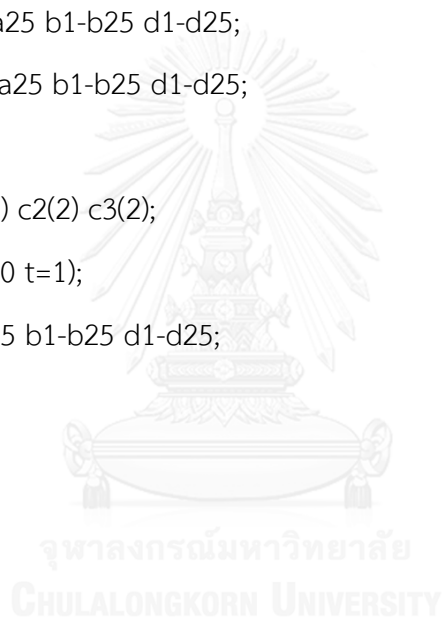 a25 b1-b25 d1-d25;
a25 b1-b25 d1-d25;
) c2(2) c3(2);
0 t=1);
5 b1-b25 d1-d25;
จุฬาลงกรณ์มหาวิทยาลัย
CHULALONGKORN UNIVERSITY